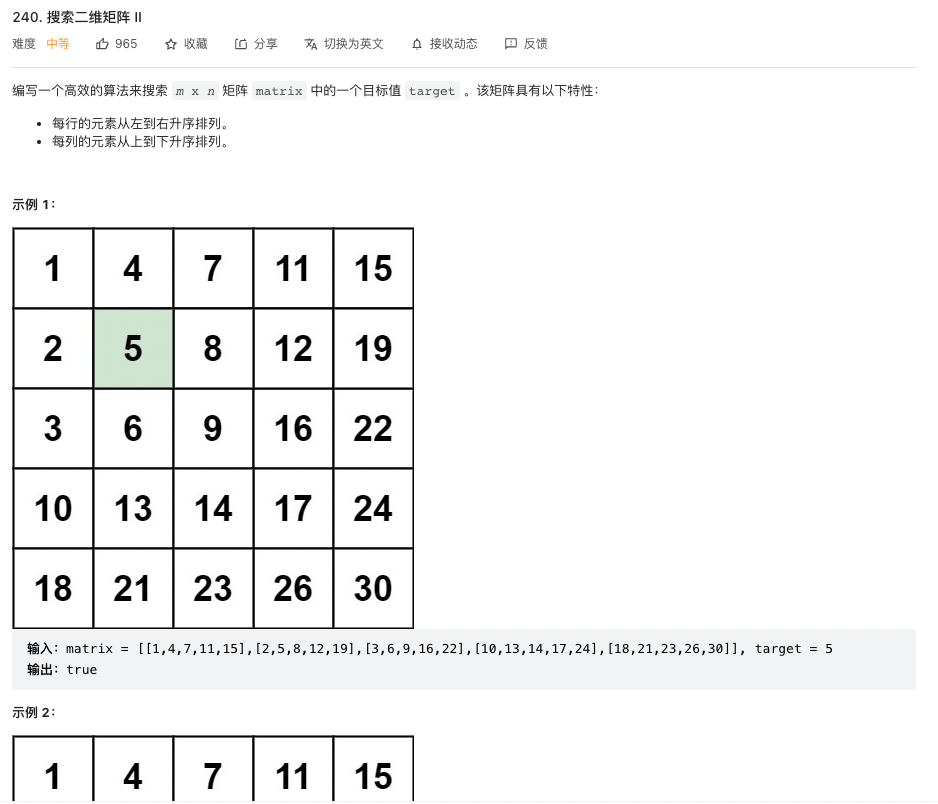 240. 搜索二维矩阵 II
难度 中等 965 收藏 分享 切换为英文 接收动态 反馈
编写一个高效的算法来搜索 m x n 矩阵 matrix 中的一个目标值 target 。该矩阵具有以下特性：
• 每行的元素从左到右升序排列。
• 每列的元素从上到下升序排列。
示例 1：
1 4 7 11 15
2 5 8 12 19
3 6 9 16 22
10 13 14 17 24
18 21 23 26 30
输入：matrix = [[1,4,7,11,15],[2,5,8,12,19],[3,6,9,16,22],[10,13,14,17,24],[18,21,23,26,30]], target = 5
输出：true
示例 2：
1 4 7 11 15